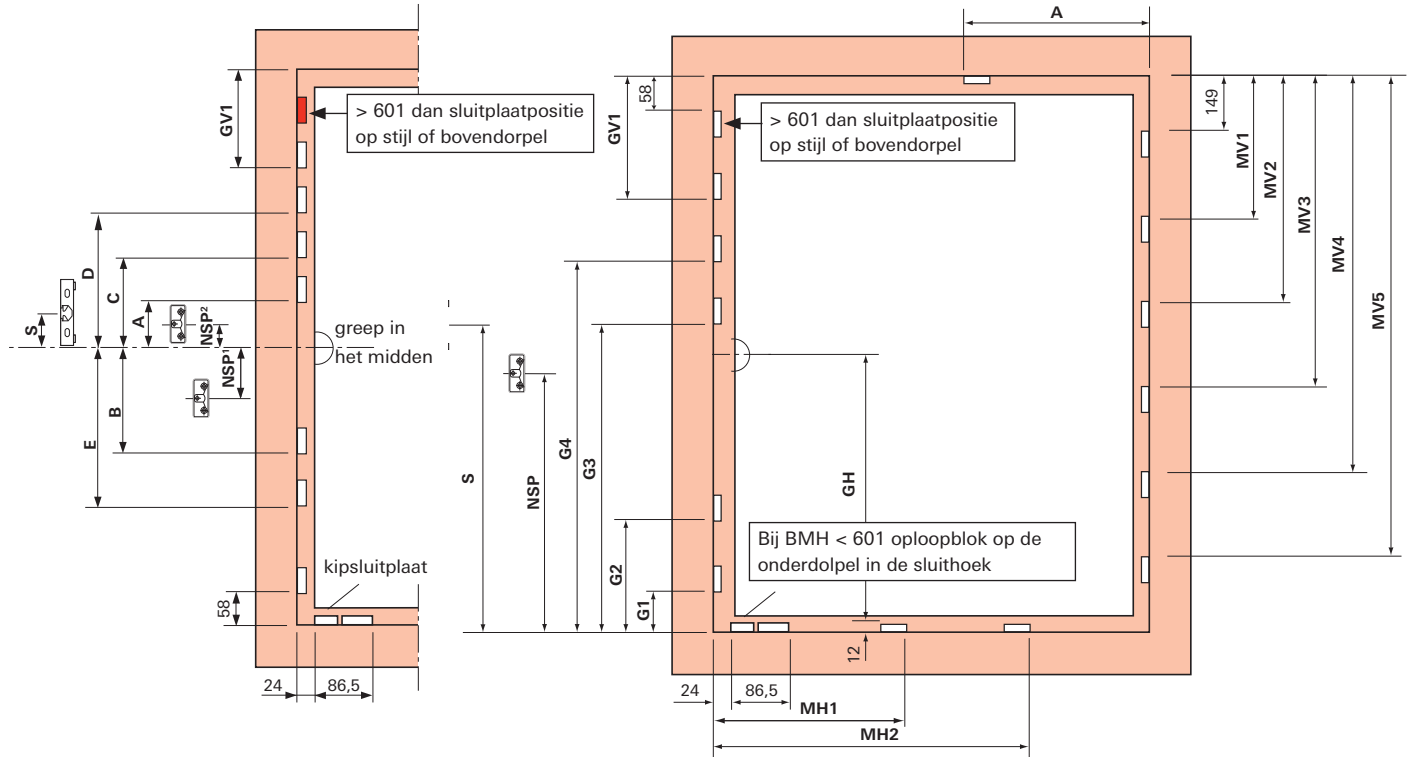 A
GV1
> 601 dan sluitplaatpositie
op stijl of bovendorpel
58
GV1
> 601 dan sluitplaatpositie
op stijl of bovendorpel
149
MV1
MV2
MV3
MV4
MV5
D
C
A
S
NSP²
NSP¹
B
E
greep in
het midden
kipsluitplaat
58
24
86,5
S
NSP
G4
G3
G2
G1
GH
Bij BMH < 601 oploopblok op de
onderdolpel in de sluithoek
12
24
86,5
MH1
MH2